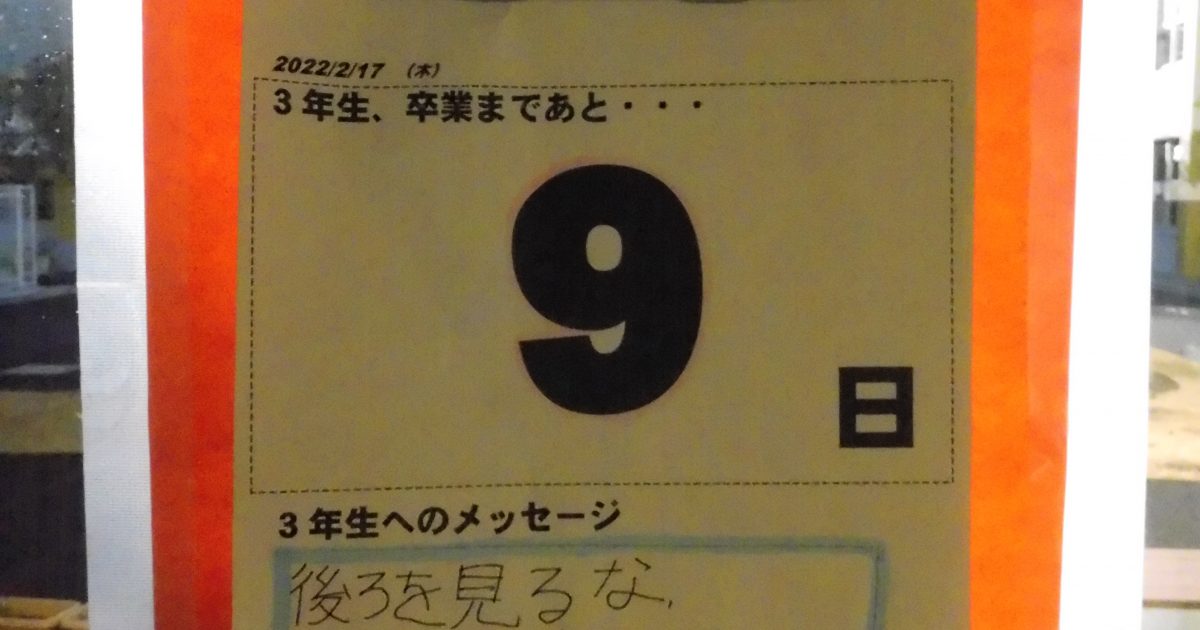 2022/2/17 （木）
3年生、卒業まであと・・・
9
日
3年生へのメッセージ
後ろを見るな、